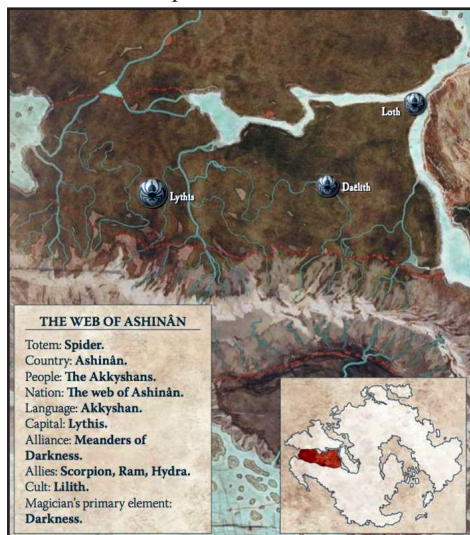 Loth
Lythis
Daëlith
THE WEB OF ASHINÂN
Totem: Spider.
Country: Ashinân.
People: The Akkyshans.
Nation: The web of Ashinân.
Language: Akkyshan.
Capital: Lythis.
Alliance: Meanders of
Darkness.
Allies: Scorpion, Ram, Hydra.
Cult: Lilith.
Magician's primary element:
Darkness.